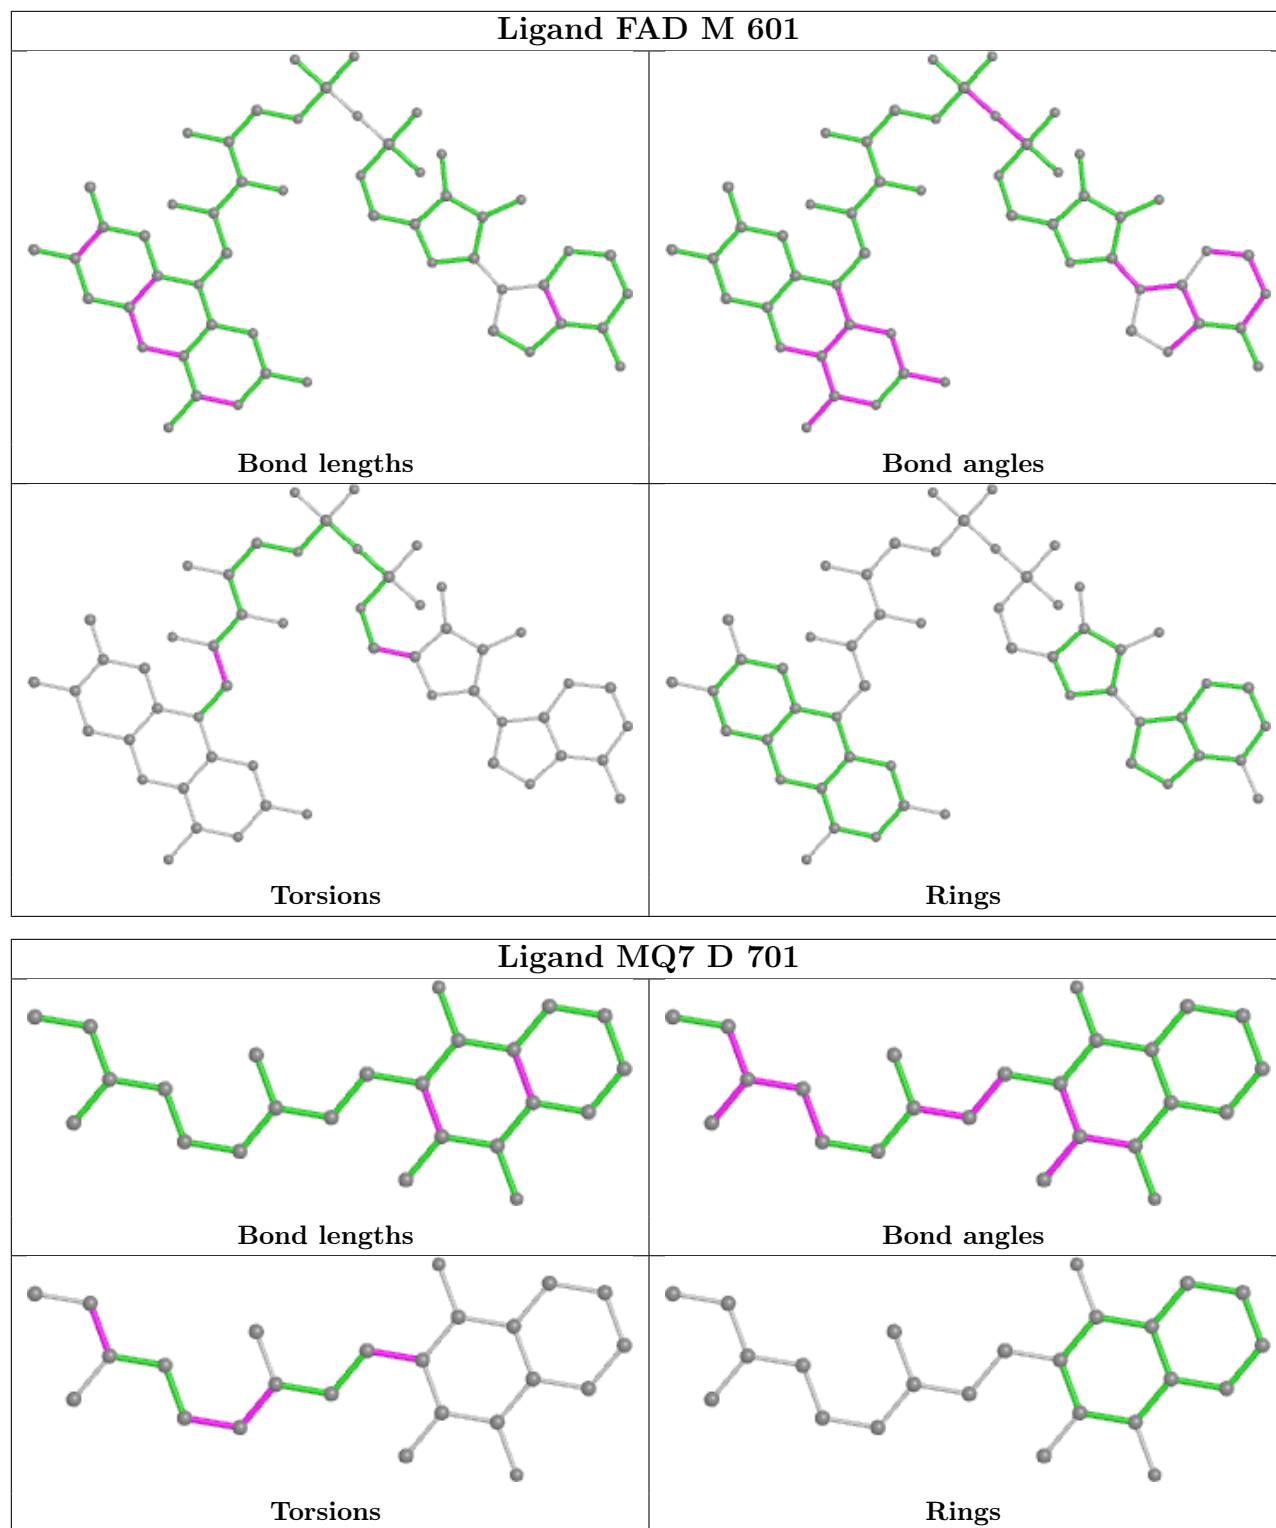 Ligand FAD M 601
Bond lengths
Bond angles
Torsions
Rings
Ligand MQ7 D 701
Bond lengths
Bond angles
Torsions
Rings